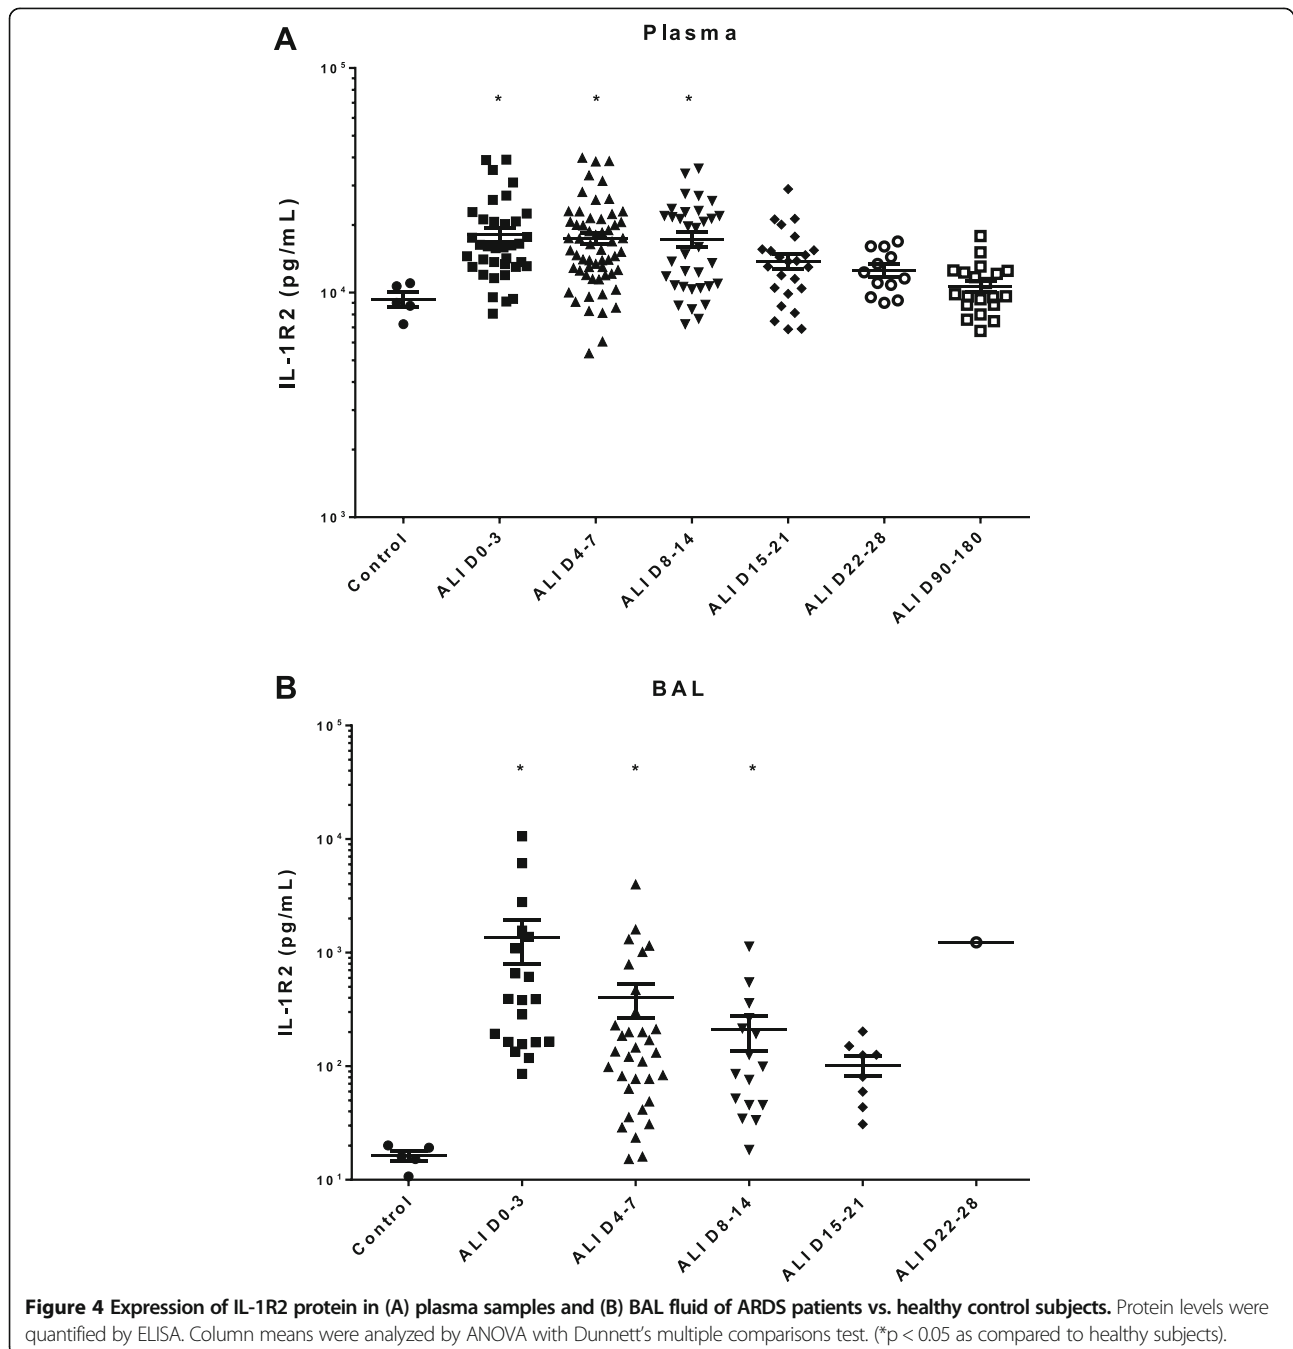 A
Plasma
10^5
* * *
10^4
10^3
IL-1R2 (pg/mL)
Control
ALI D0-3
ALI D4-7
ALI D8-14
ALI D15-21
ALI D22-28
ALI D90-180
B
BAL
10^5
* * *
10^4
10^3
10^2
10^1
IL-1R2 (pg/mL)
Control
ALI D0-3
ALI D4-7
ALI D8-14
ALI D15-21
ALI D22-28
Figure 4 Expression of IL-1R2 protein in (A) plasma samples and (B) BAL fluid of ARDS patients vs. healthy control subjects. Protein levels were
quantified by ELISA. Column means were analyzed by ANOVA with Dunnett's multiple comparisons test. (*p < 0.05 as compared to healthy subjects).